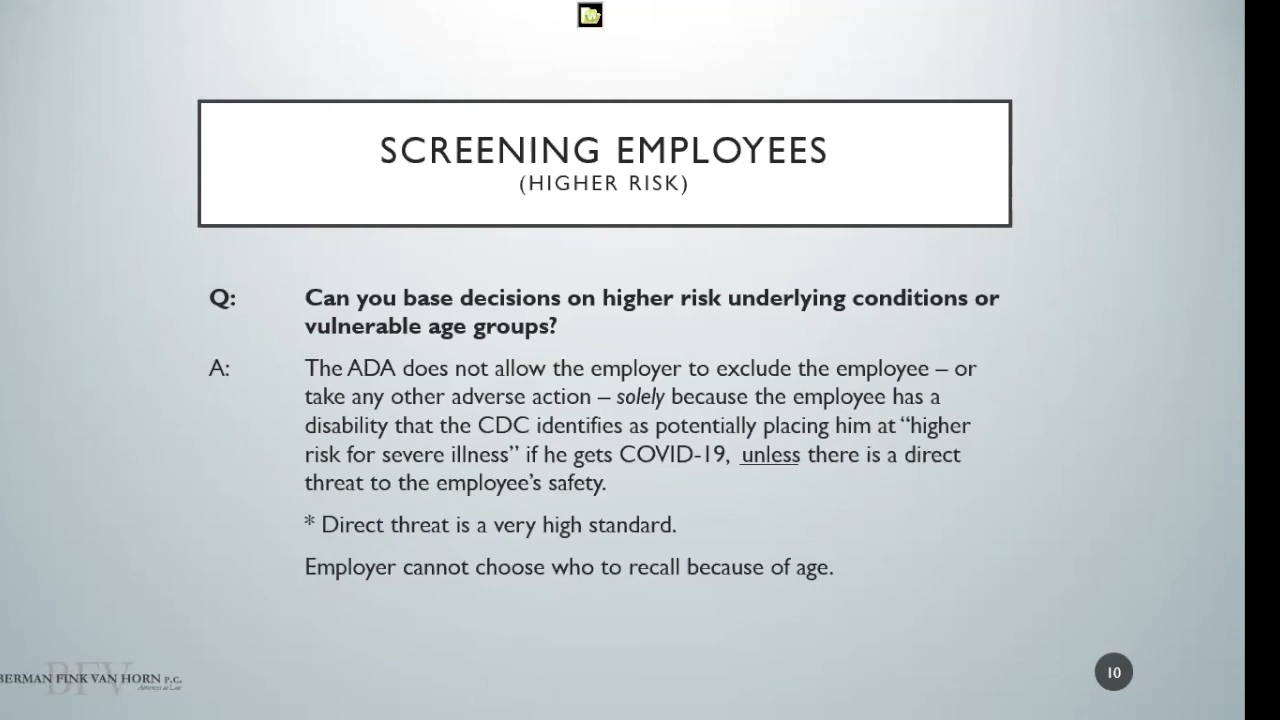 SCREENING EMPLOYEES
(HIGHER RISK)
Q: Can you base decisions on higher risk underlying conditions or
vulnerable age groups?
A: The ADA does not allow the employer to exclude the employee – or
take any other adverse action – solely because the employee has a
disability that the CDC identifies as potentially placing him at “higher
risk for severe illness” if he gets COVID-19, unless there is a direct
threat to the employee’s safety.
* Direct threat is a very high standard.
Employer cannot choose who to recall because of age.
BFV
BERMAN FINK VAN HORN P.C.
Attorneys at Law
10